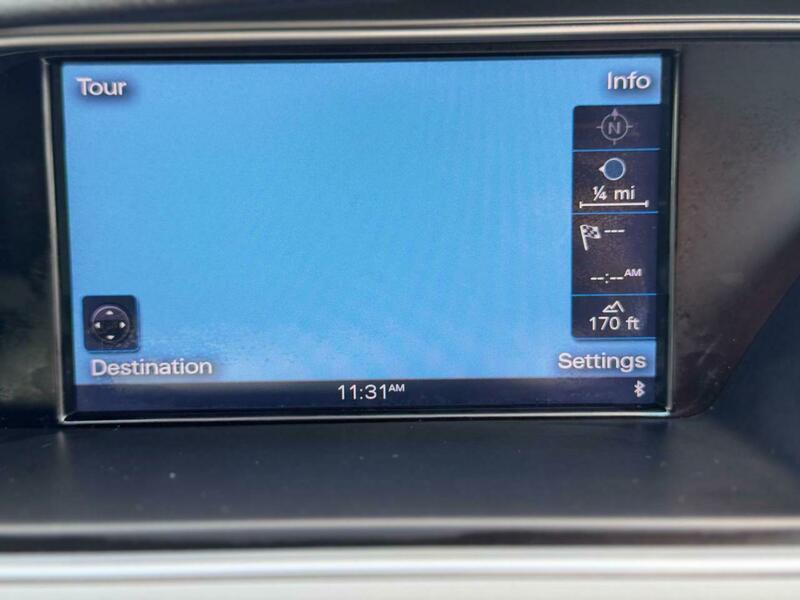 Tour
Info
N
¼ mi
---
--:--AM
170 ft
Destination
Settings
11:31AM